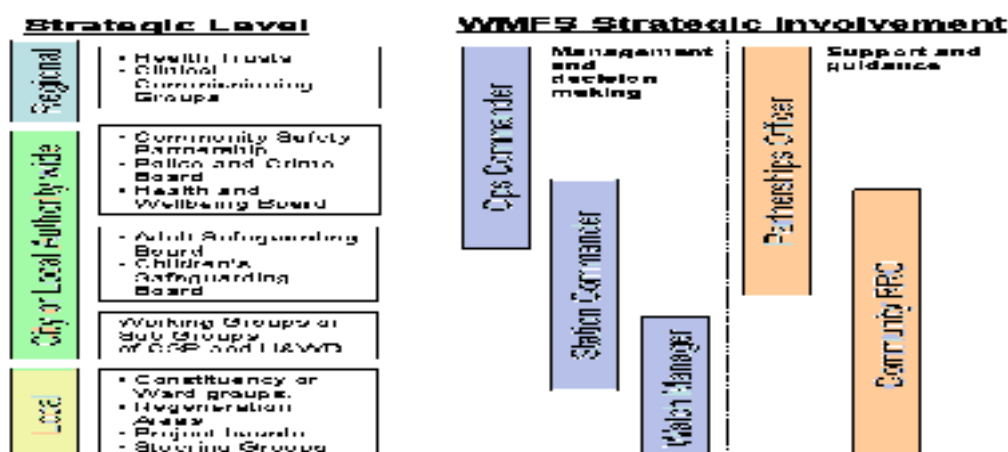 Strategic Level
WMFS Strategic Involvement
Regional
• Health Trusts
• Clinical
Commissioning
Groups
City or Local Authority wide
• Community Safety
Partnership
• Police and Crime
Board
• Health and
Wellbeing Board
• Adult Safeguarding
Board
• Children's
Safeguarding
Board
Working Groups or
Sub Groups
of CSP and H&WB
Local
• Constituency or
Ward groups.
• Regeneration
Areas
• Project boards
• Steering Groups
Management
and
decision
making
Support and
guidance
Ops Commander
Station Commander
Watch Manager
Partnerships Officer
Community